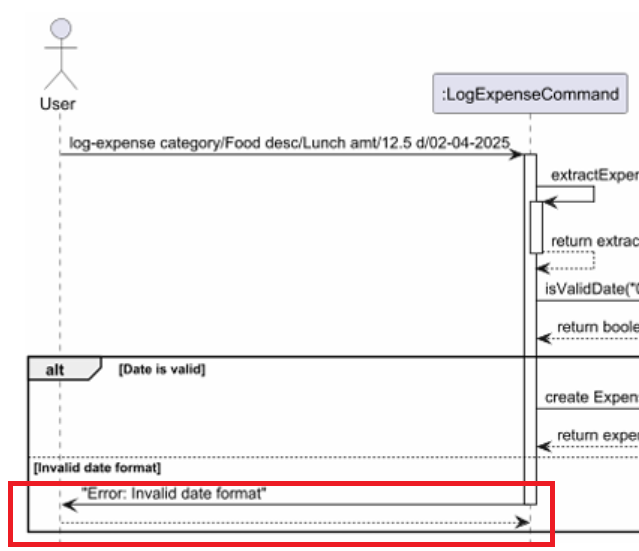 User
:LogExpenseCommand
log-expense category/Food desc/Lunch amt/12.5 d/02-04-2025
extractExper
return extrac
isValidDate("0
return boole
alt
[Date is valid]
create Expens
return exper
[Invalid date format]
"Error: Invalid date format"